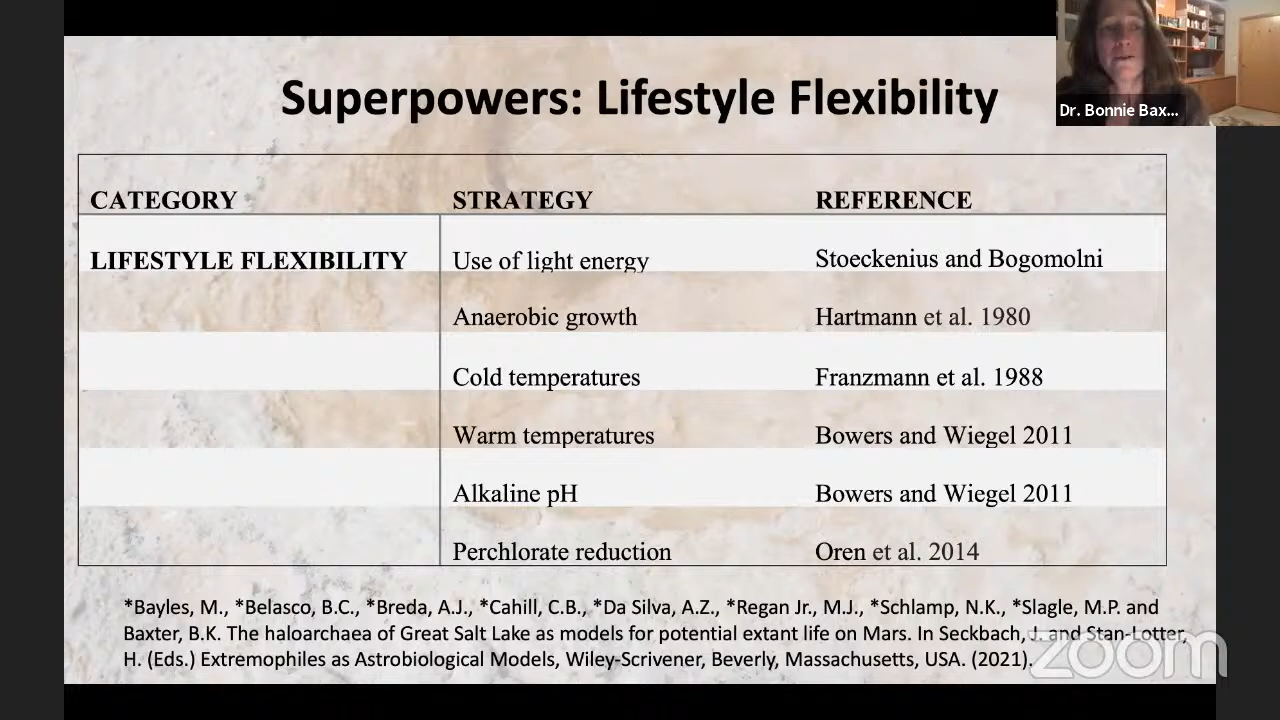 Superpowers: Lifestyle Flexibility
Dr. Bonnie Bax...
CATEGORY STRATEGY REFERENCE
LIFESTYLE FLEXIBILITY Use of light energy Stoeckenius and Bogomolni
Anaerobic growth Hartmann et al. 1980
Cold temperatures Franzmann et al. 1988
Warm temperatures Bowers and Wiegel 2011
Alkaline pH Bowers and Wiegel 2011
Perchlorate reduction Oren et al. 2014
*Bayles, M., *Belasco, B.C., *Breda, A.J., *Cahill, C.B., *Da Silva, A.Z., *Regan Jr., M.J., *Schlamp, N.K., *Slagle, M.P. and
Baxter, B.K. The haloarchaea of Great Salt Lake as models for potential extant life on Mars. In Seckbach, J. and Stan-Lotter,
H. (Eds.) Extremophiles as Astrobiological Models, Wiley-Scrivener, Beverly, Massachusetts, USA. (2021).
zoom